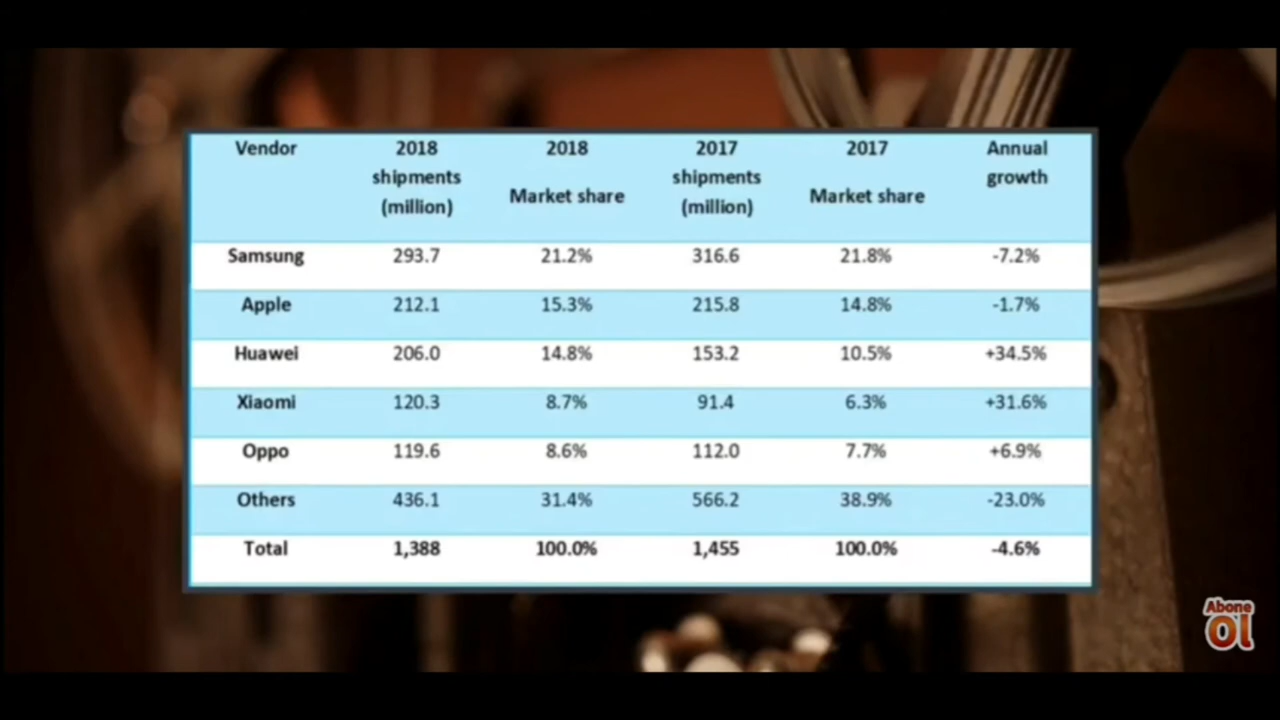 Vendor 2018 shipments (million) 2018 Market share 2017 shipments (million) 2017 Market share Annual growth
Samsung 293.7 21.2% 316.6 21.8% -7.2%
Apple 212.1 15.3% 215.8 14.8% -1.7%
Huawei 206.0 14.8% 153.2 10.5% +34.5%
Xiaomi 120.3 8.7% 91.4 6.3% +31.6%
Oppo 119.6 8.6% 112.0 7.7% +6.9%
Others 436.1 31.4% 566.2 38.9% -23.0%
Total 1,388 100.0% 1,455 100.0% -4.6%
Abone
Ol